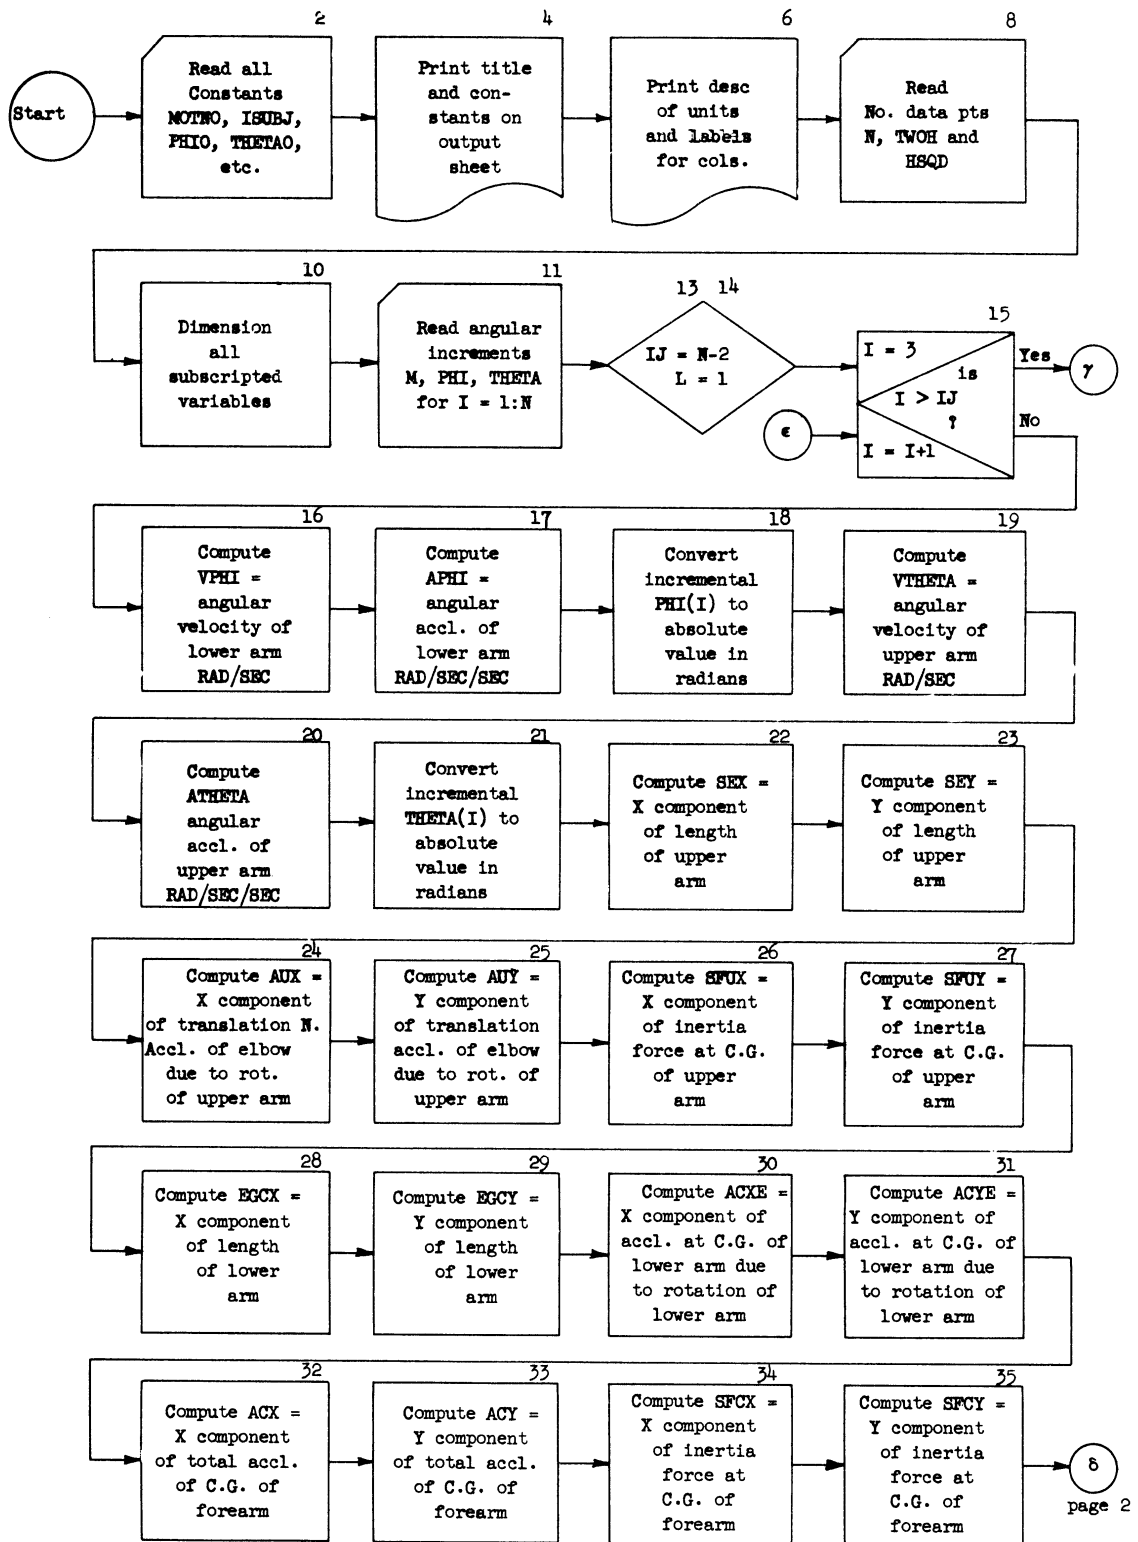 Start
2
Read all
Constants
MOTNO, ISUBJ,
PHIO, THETAO,
etc.
4
Print title
and con-
stants on
output
sheet
6
Print desc
of units
and labels
for cols.
8
Read
No. data pts
N, TWOH and
HSQD
10
Dimension
all
subscripted
variables
11
Read angular
increments
M, PHI, THETA
for I = 1:N
13 14
IJ = N-2
L = 1
15
I = 3
is
I > IJ
?
I = I+1
Yes
γ
No
ε
16
Compute
VPHI =
angular
velocity of
lower arm
RAD/SEC
17
Compute
APHI =
angular
accl. of
lower arm
RAD/SEC/SEC
18
Convert
incremental
PHI(I) to
absolute
value in
radians
19
Compute
VTHETA =
angular
velocity of
upper arm
RAD/SEC
20
Compute
ATHETA
angular
accl. of
upper arm
RAD/SEC/SEC
21
Convert
incremental
THETA(I) to
absolute
value in
radians
22
Compute SEX =
X component
of length
of upper
arm
23
Compute SEY =
Y component
of length
of upper
arm
24
Compute AUX =
X component
of translation N.
Accl. of elbow
due to rot.
of upper arm
25
Compute AUY =
Y component
of translation
accl. of elbow
due to rot. of
upper arm
26
Compute SFUX =
X component
of inertia
force at C.G.
of upper
arm
27
Compute SFUY =
Y component
of inertia
force at C.G.
of upper
arm
28
Compute EGCX =
X component
of length
of lower
arm
29
Compute EGCY =
Y component
of length
of lower
arm
30
Compute ACXE =
X component of
accl. at C.G. of
lower arm due
to rotation of
lower arm
31
Compute ACYE =
Y component of
accl. at C.G. of
lower arm due
to rotation of
lower arm
32
Compute ACX =
X component
of total accl.
of C.G. of
forearm
33
Compute ACY =
Y component
of total accl.
of C.G. of
forearm
34
Compute SFCX =
X component
of inertia
force at
C.G. of
forearm
35
Compute SFCY =
Y component
of inertia
force at
C.G. of
forearm
δ
page 2